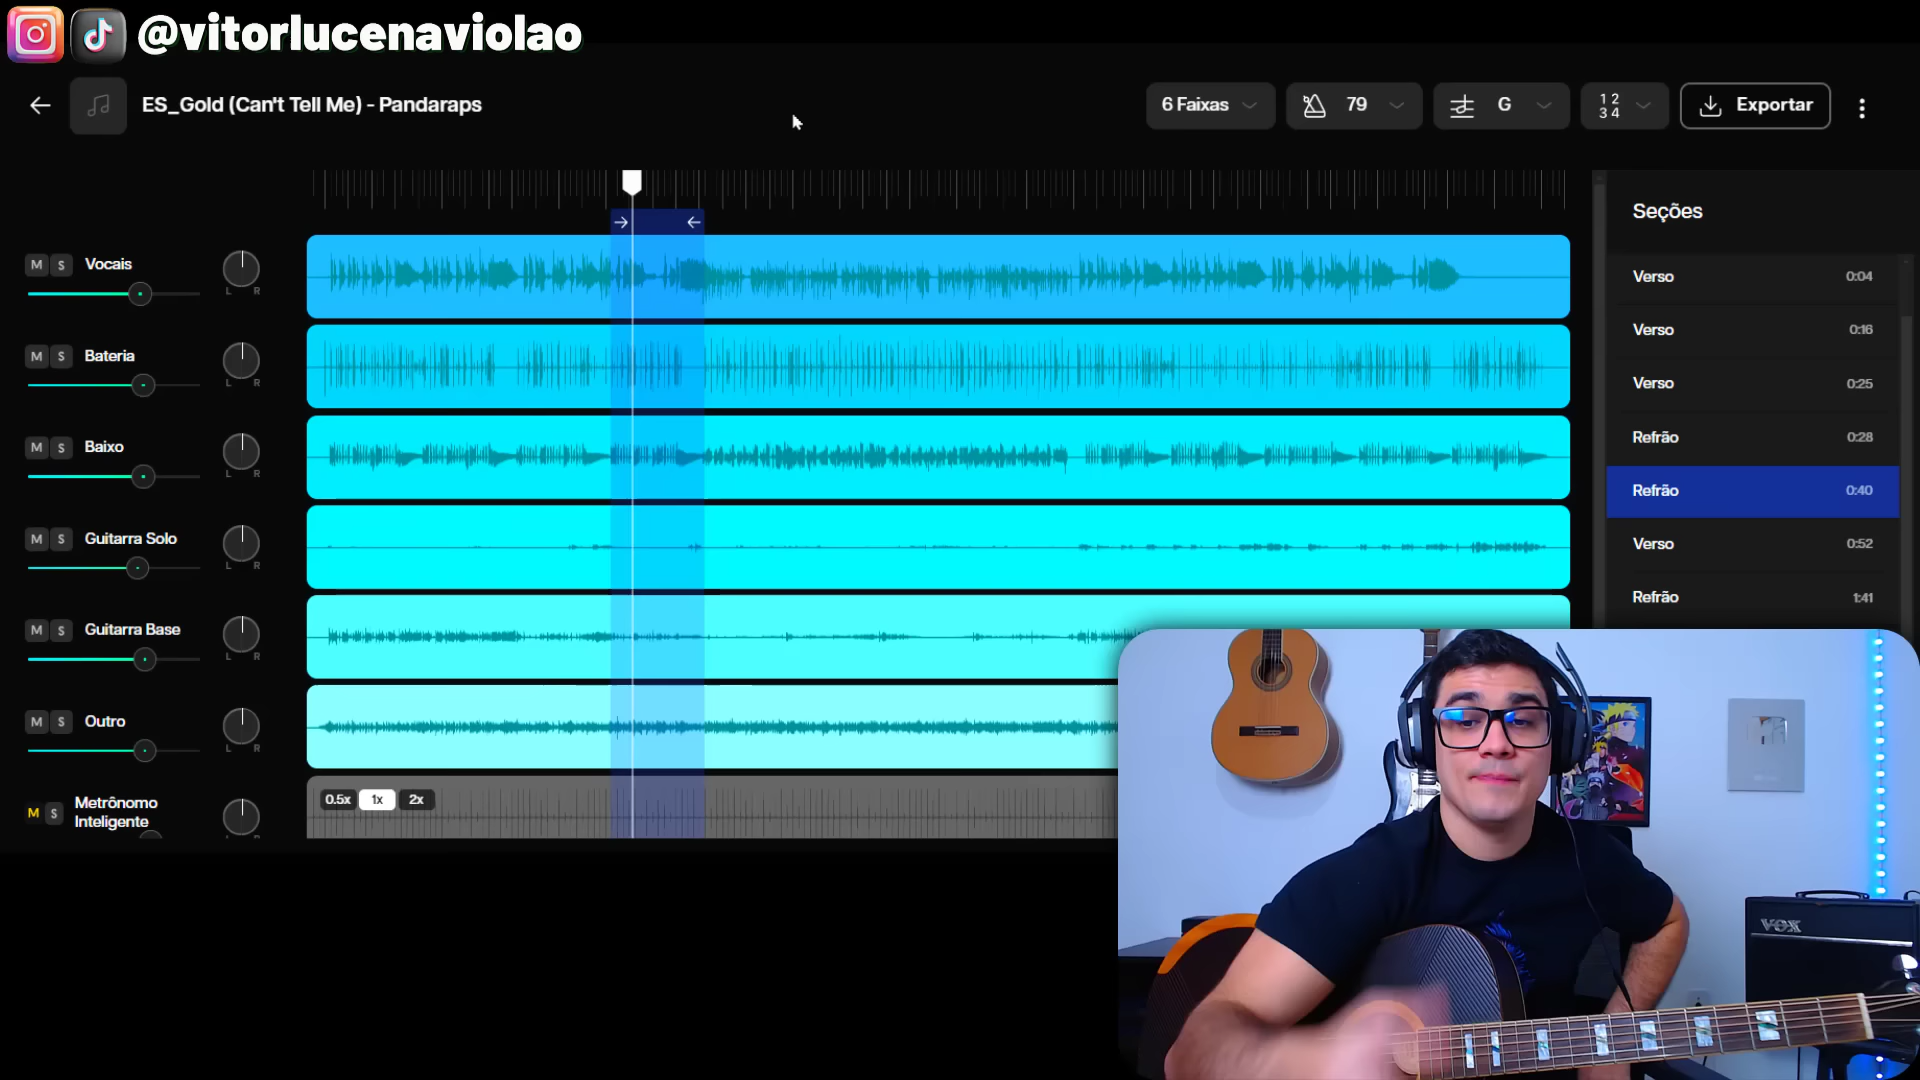 @vitorlucenaviolao
ES_Gold (Can't Tell Me) - Pandaraps
6 Faixas
79
G
1 2
3 4
Exportar
Seções
Verso 0:04
Verso 0:16
Verso 0:25
Refrão 0:28
Refrão 0:40
Verso 0:52
Refrão 1:41
M S Vocais
L R
M S Bateria
L R
M S Baixo
L R
M S Guitarra Solo
L R
M S Guitarra Base
L R
M S Outro
L R
M S Metrônomo
Inteligente
0.5x 1x 2x
VOX